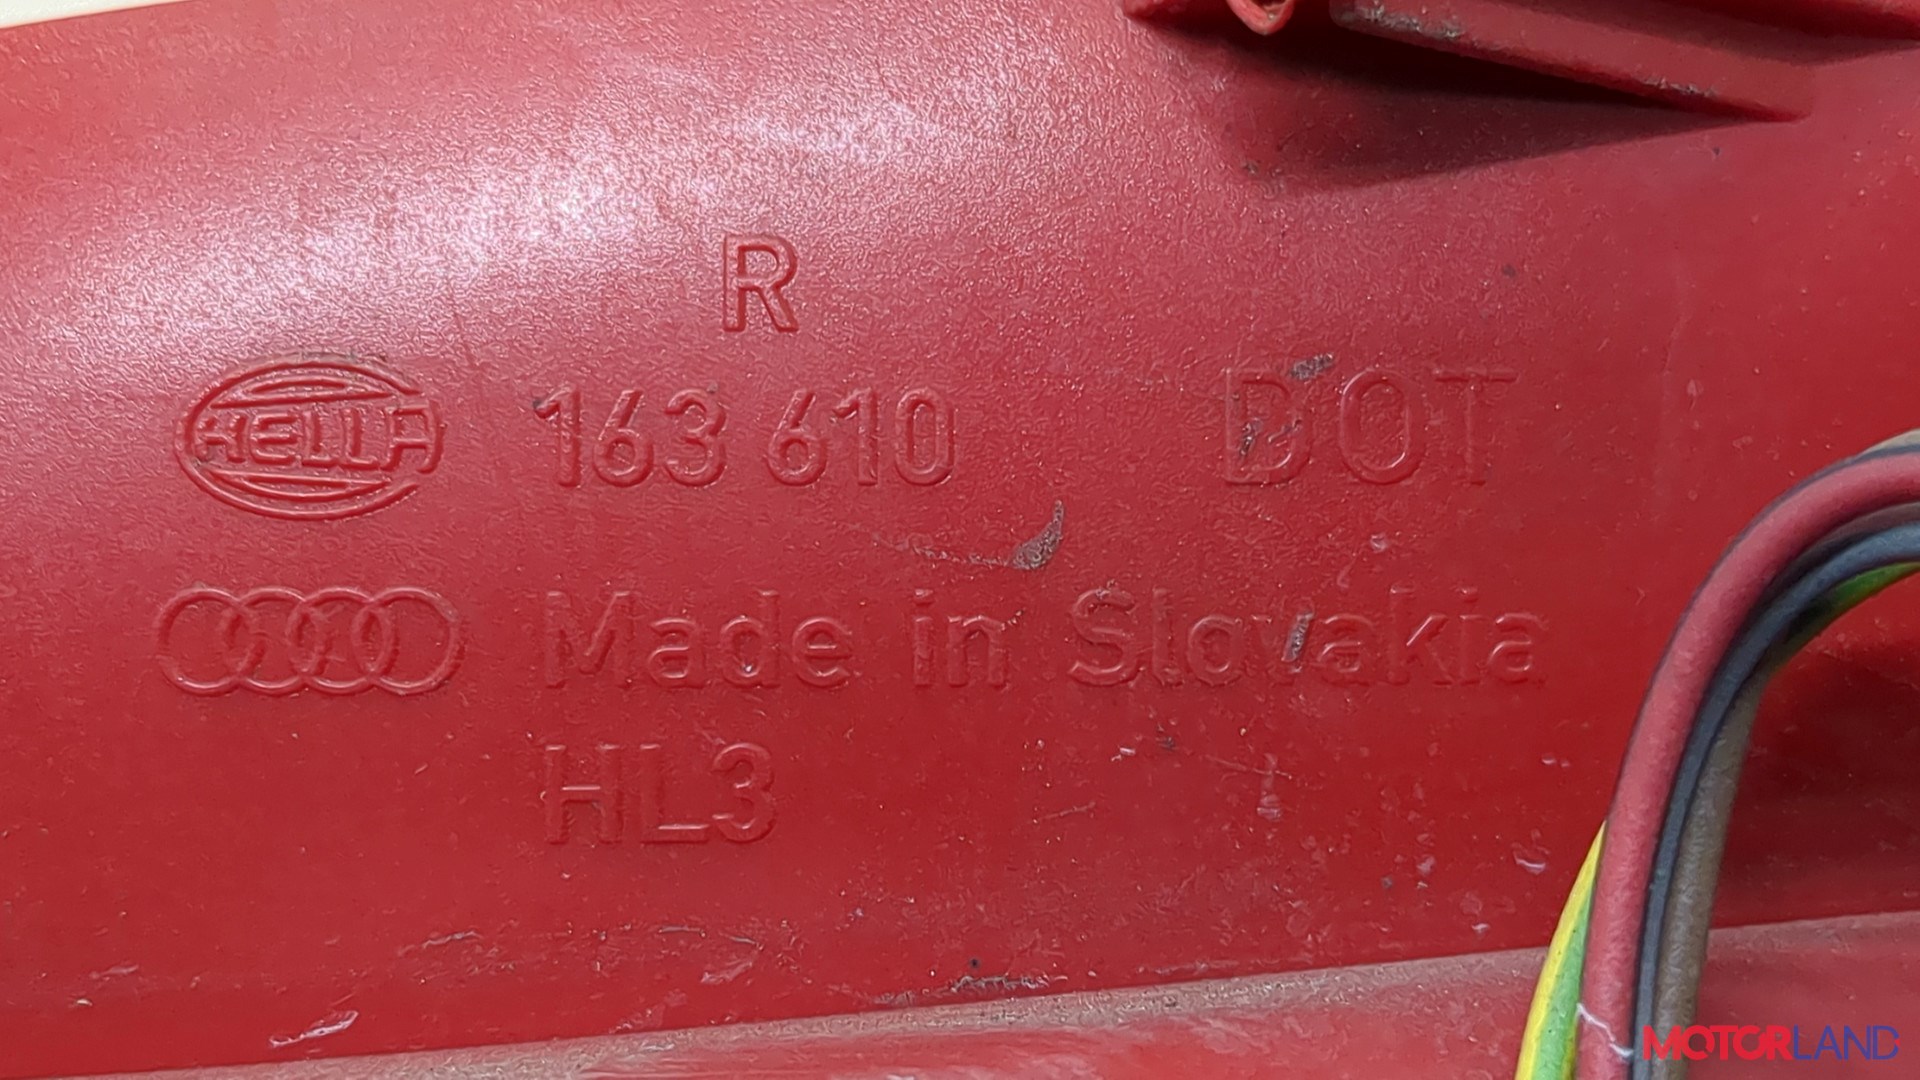 R
HELLA 163 610 DOT
Made in Slovakia
HL3
MOTORLAND